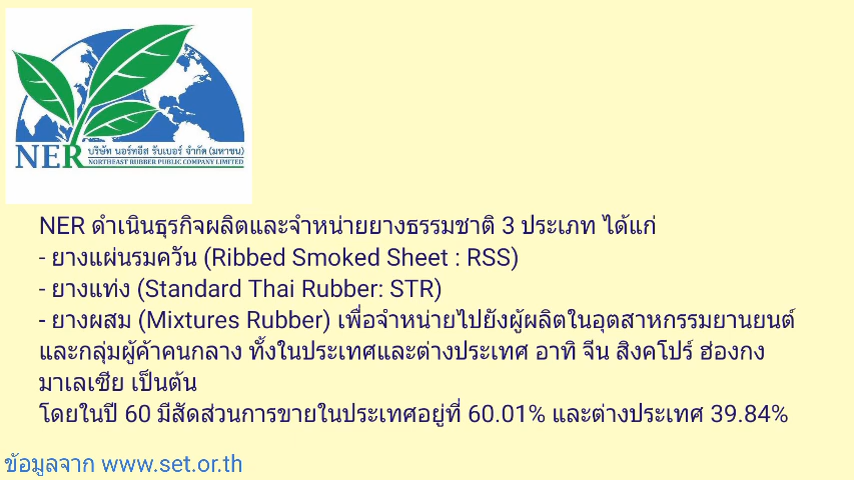 NER บริษัท นอร์ทอีส รับเบอร์ จำกัด (มหาชน)
NORTHEAST RUBBER PUBLIC COMPANY LIMITED
NER ดำเนินธุรกิจผลิตและจำหน่ายยางธรรมชาติ 3 ประเภท ได้แก่
- ยางแผ่นรมควัน (Ribbed Smoked Sheet : RSS)
- ยางแท่ง (Standard Thai Rubber: STR)
- ยางผสม (Mixtures Rubber) เพื่อจำหน่ายไปยังผู้ผลิตในอุตสาหกรรมยานยนต์
และกลุ่มผู้ค้าคนกลาง ทั้งในประเทศและต่างประเทศ อาทิ จีน สิงคโปร์ ฮ่องกง
มาเลเซีย เป็นต้น
โดยในปี 60 มีสัดส่วนการขายในประเทศอยู่ที่ 60.01% และต่างประเทศ 39.84%
ข้อมูลจาก www.set.or.th